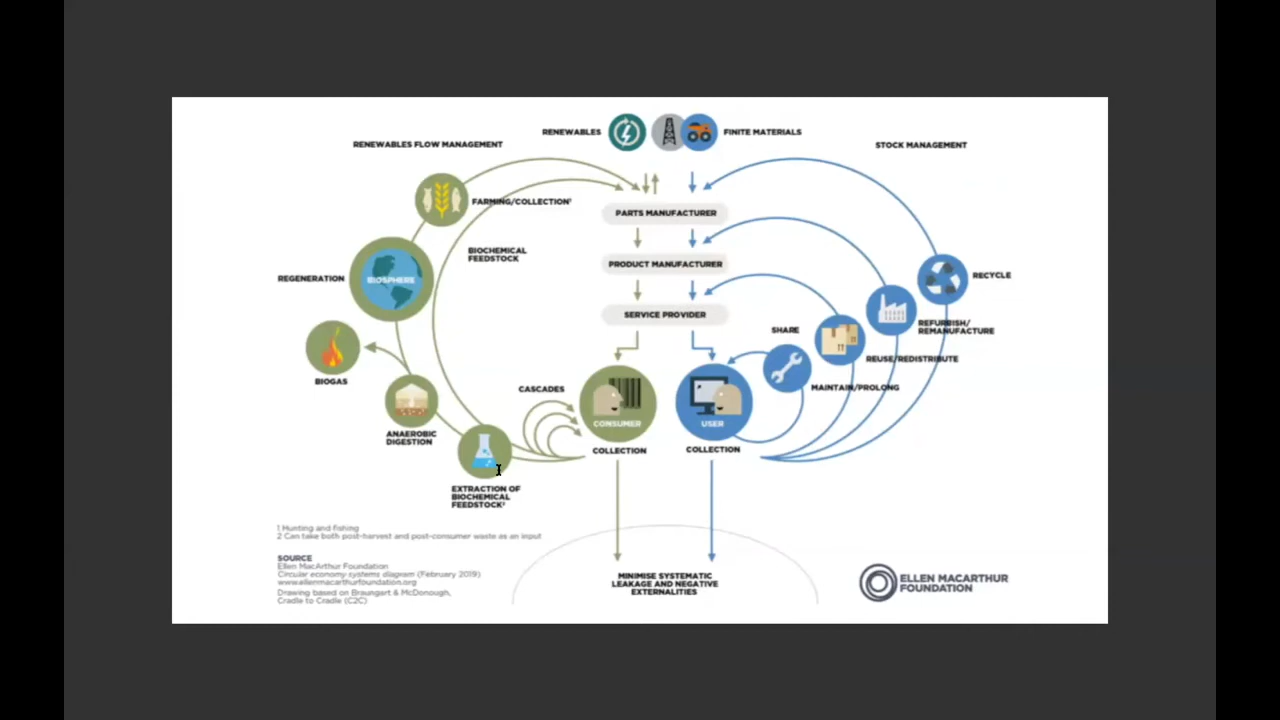 RENEWABLES
FINITE MATERIALS
RENEWABLES FLOW MANAGEMENT
STOCK MANAGEMENT
FARMING/COLLECTION¹
PARTS MANUFACTURER
BIOCHEMICAL
FEEDSTOCK
PRODUCT MANUFACTURER
REGENERATION
BIOSPHERE
RECYCLE
SERVICE PROVIDER
SHARE
REFURBISH/
REMANUFACTURE
REUSE/REDISTRIBUTE
BIOGAS
CASCADES
MAINTAIN/PROLONG
CONSUMER
USER
ANAEROBIC
DIGESTION
COLLECTION
COLLECTION
EXTRACTION OF
BIOCHEMICAL
FEEDSTOCK²
1 Hunting and fishing
2 Can take both post-harvest and post-consumer waste as an input
SOURCE
Ellen MacArthur Foundation
Circular economy systems diagram (February 2019)
www.ellenmacarthurfoundation.org
Drawing based on Braungart & McDonough,
Cradle to Cradle (C2C)
MINIMISE SYSTEMATIC
LEAKAGE AND NEGATIVE
EXTERNALITIES
ELLEN MACARTHUR
FOUNDATION